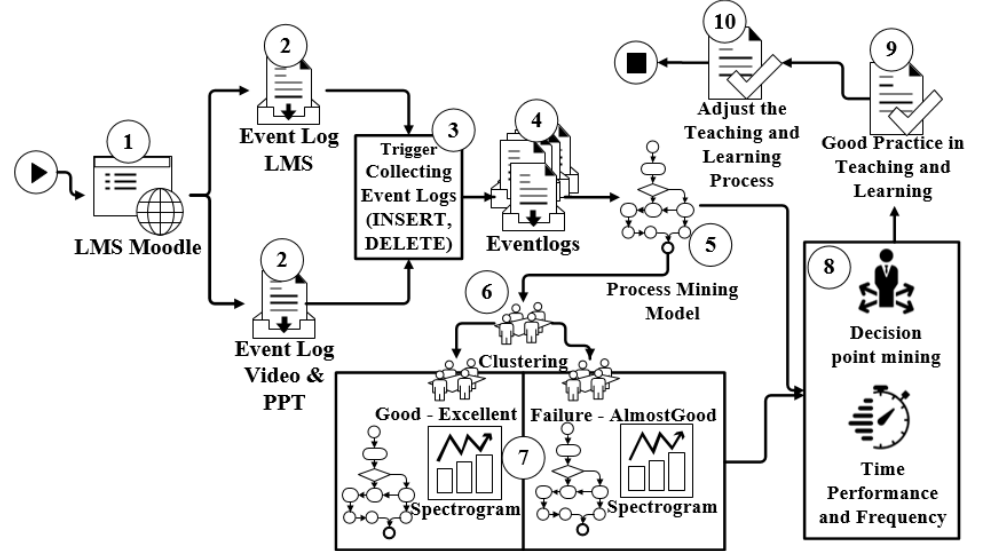 1
LMS Moodle
2
Event Log
LMS
2
Event Log
Video &
PPT
3
Trigger
Collecting
Event Logs
(INSERT,
DELETE)
4
Eventlogs
5
Process Mining
Model
6
Clustering
Good - Excellent
Spectrogram
7
Failure - AlmostGood
Spectrogram
8
Decision
point mining
Time
Performance
and Frequency
9
Good Practice in
Teaching and
Learning
10
Adjust the
Teaching and
Learning
Process